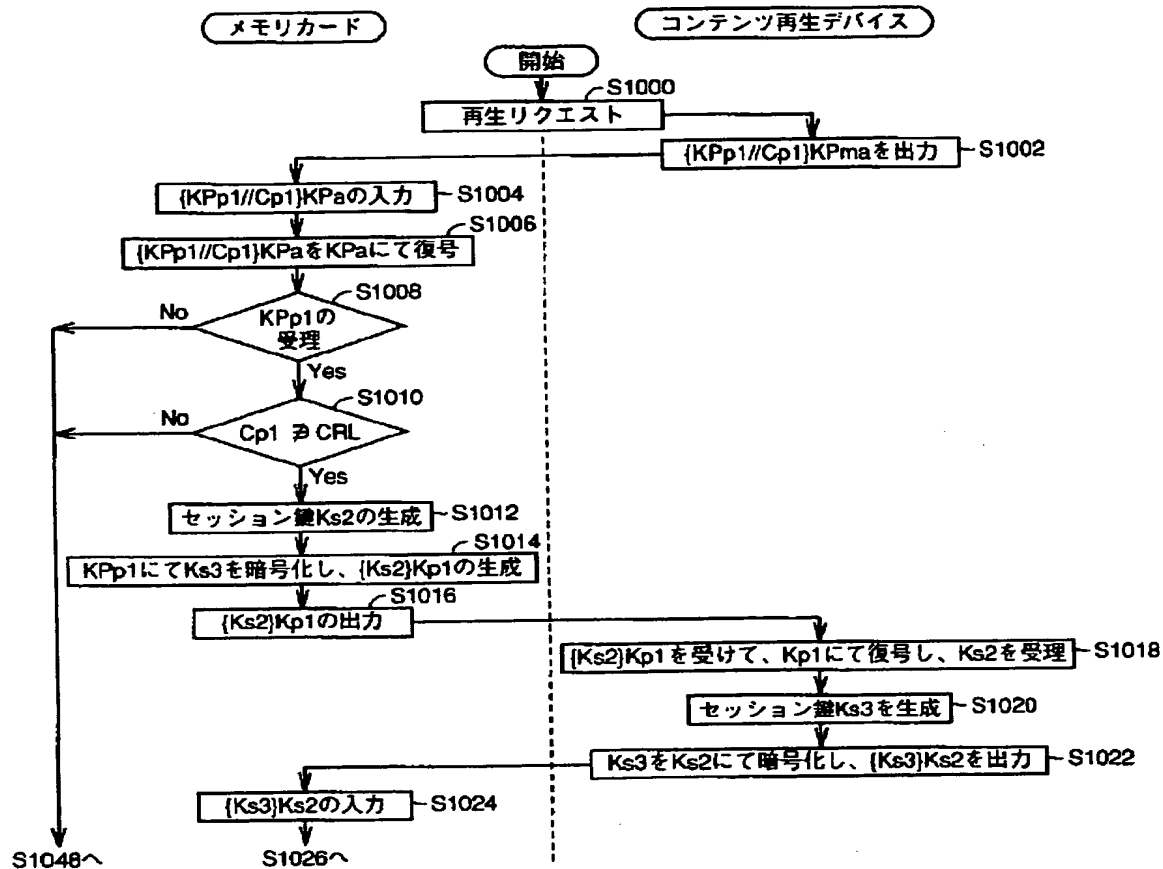 メモリカード
コンテンツ再生デバイス
開始
再生リクエスト
S1000
{KPp1//Cp1}KPmaを出力
S1002
{KPp1//Cp1}KPaの入力
S1004
{KPp1//Cp1}KPaをKPaにて復号
S1006
KPp1の
受理
S1008
No
Yes
Cp1 ∌ CRL
S1010
No
Yes
セッション鍵Ks2の生成
S1012
KPp1にてKs3を暗号化し、{Ks2}Kp1の生成
S1014
{Ks2}Kp1の出力
S1016
{Ks2}Kp1を受けて、Kp1にて復号し、Ks2を受理
S1018
セッション鍵Ks3を生成
S1020
Ks3をKs2にて暗号化し、{Ks3}Ks2を出力
S1022
{Ks3}Ks2の入力
S1024
S1048へ
S1026へ